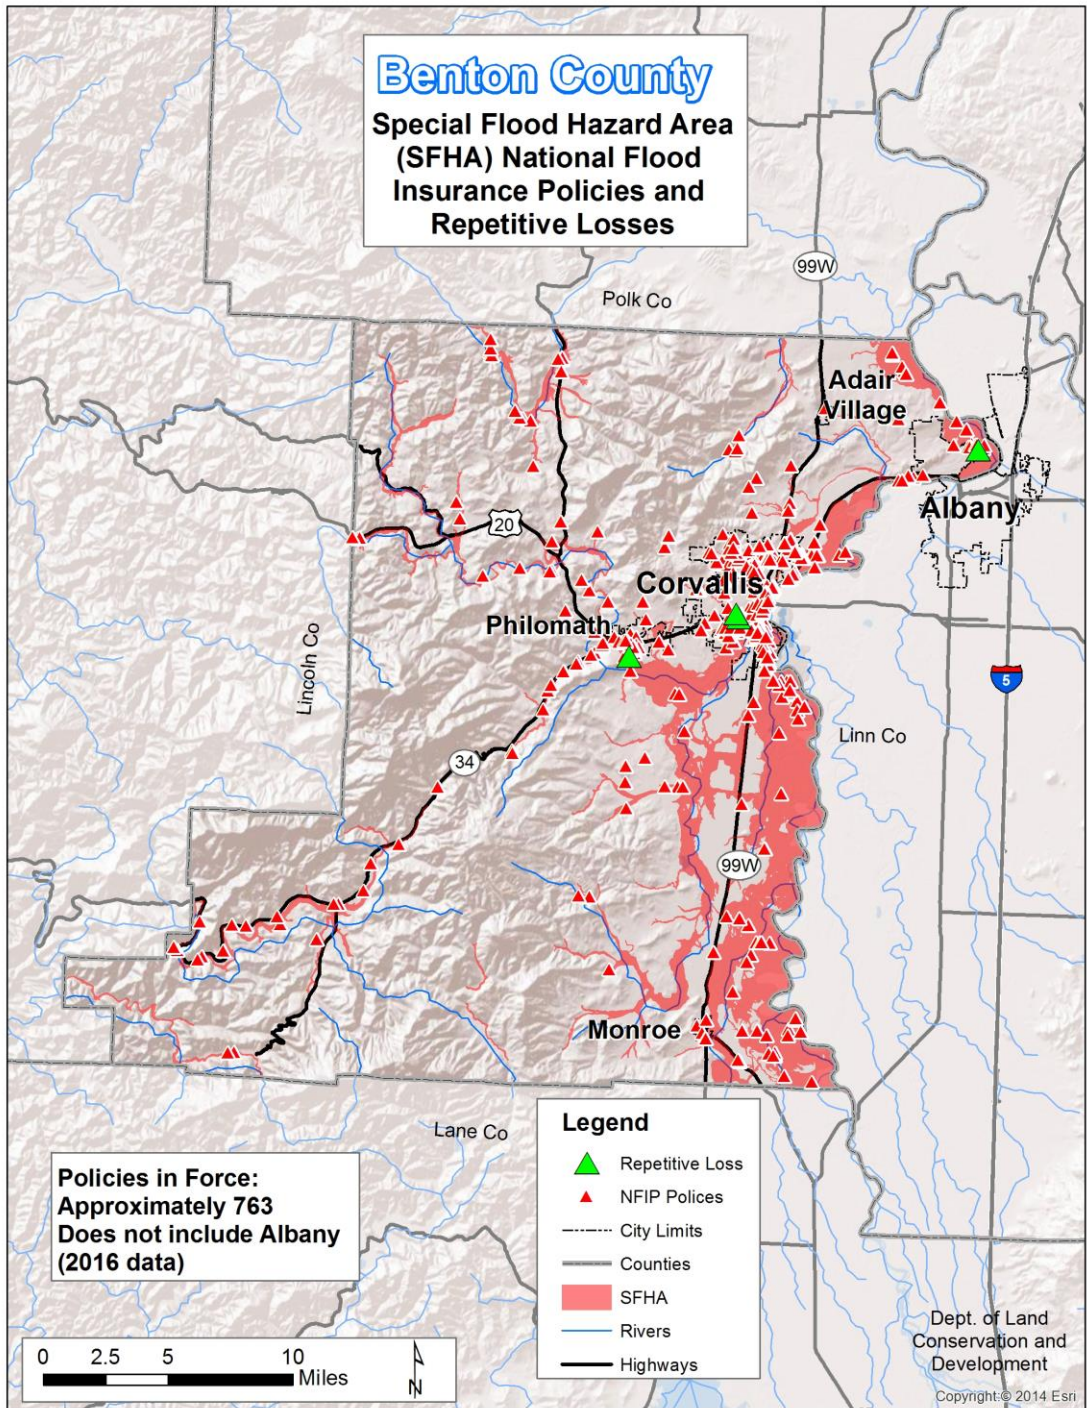 Benton County
Special Flood Hazard Area
(SFHA) National Flood
Insurance Policies and
Repetitive Losses
99W
Polk Co
Adair
Village
Albany
20
Corvallis
Philomath
Lincoln Co
5
Linn Co
34
99W
Monroe
Lane Co
Legend
Repetitive Loss
NFIP Polices
City Limits
Counties
SFHA
Rivers
Highways
Policies in Force:
Approximately 763
Does not include Albany
(2016 data)
0 2.5 5 10
Miles
N
Dept. of Land
Conservation and
Development
Copyright:© 2014 Esri